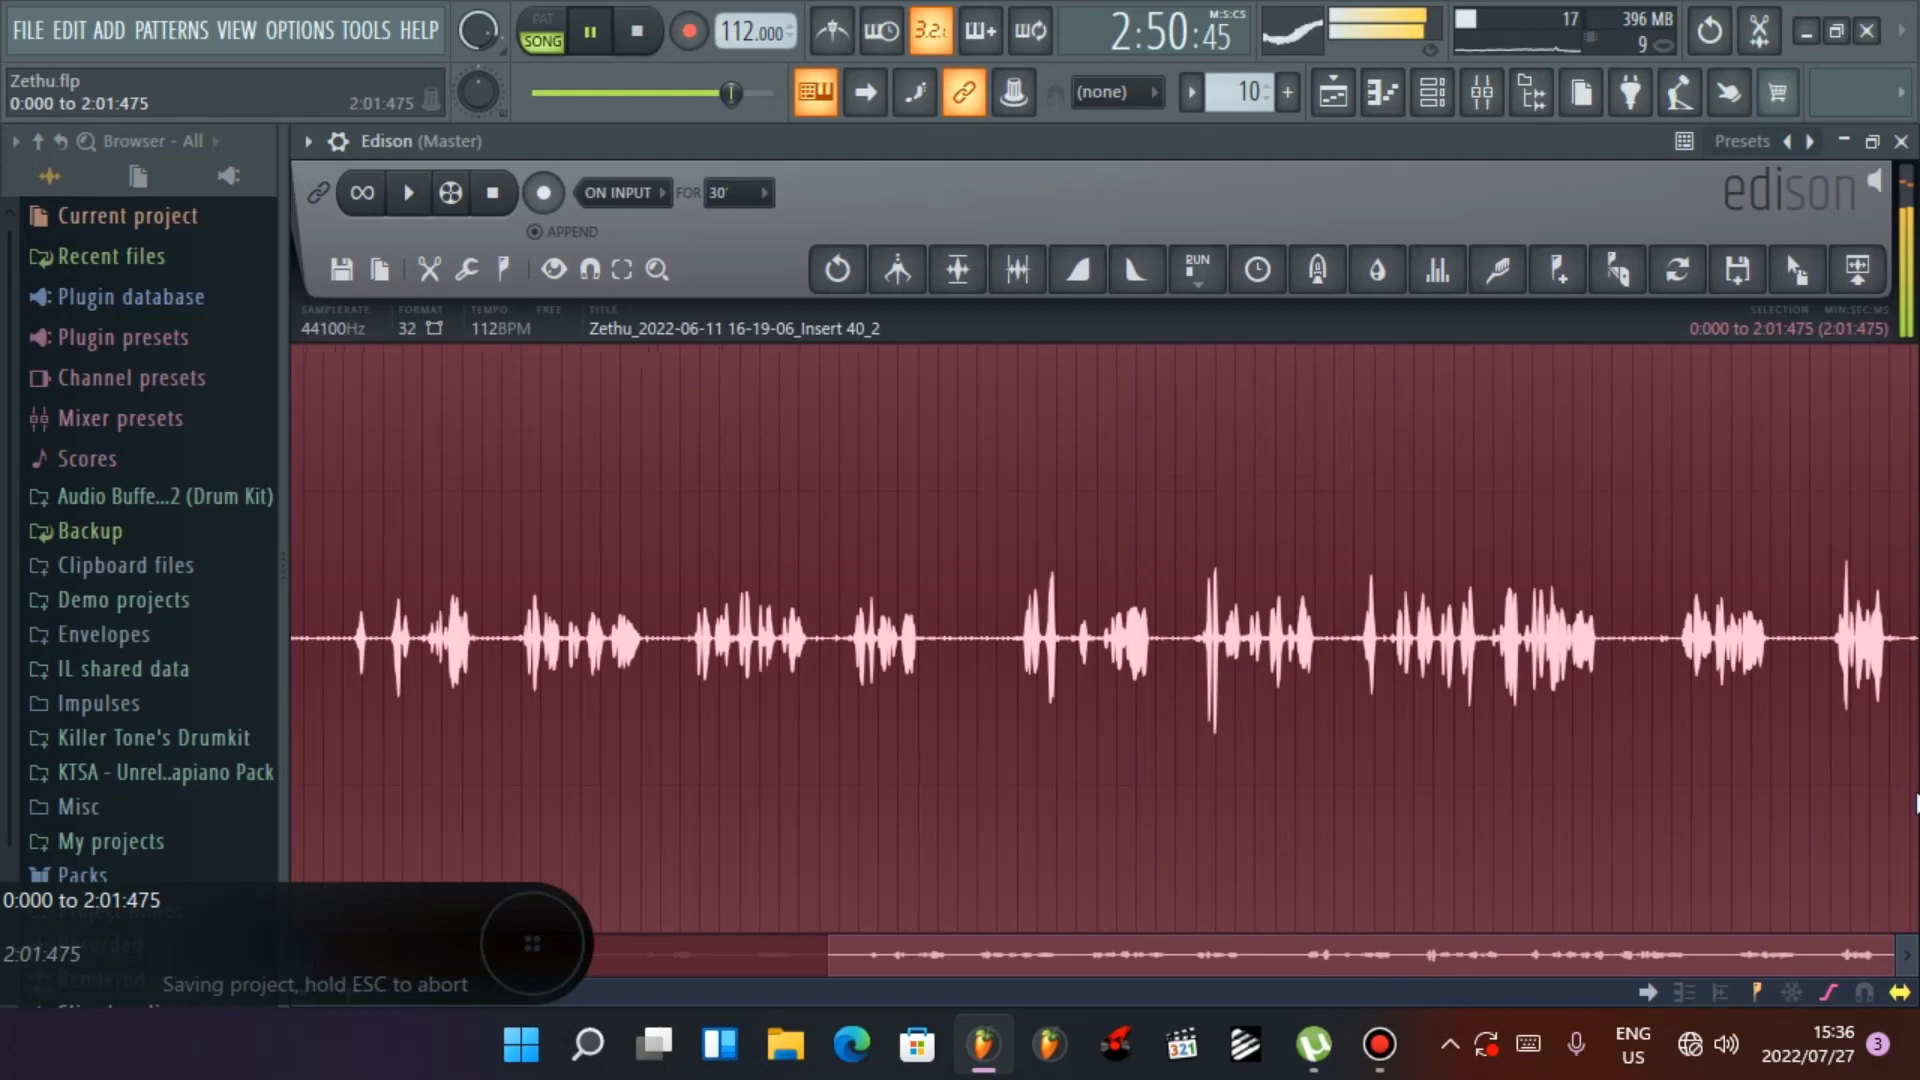 FILE EDIT ADD PATTERNS VIEW OPTIONS TOOLS HELP
PAT
SONG
112.000
3.2.
2:50:45
M:S:CS
17
396 MB
9
Zethu.flp
0:000 to 2:01:475
2:01:475
(none)
10
Browser - All
Edison (Master)
Presets
Current project
Recent files
Plugin database
Plugin presets
Channel presets
Mixer presets
Scores
Audio Buffe...2 (Drum Kit)
Backup
Clipboard files
Demo projects
Envelopes
IL shared data
Impulses
Killer Tone's Drumkit
KTSA - Unrel..apiano Pack
Misc
My projects
Packs
ON INPUT
FOR
30'
APPEND
edison
RUN
SAMPLERATE
FORMAT
TEMPO
FREE
TITLE
SELECTION
MIN:SEC:MS
44100Hz
32
112BPM
Zethu_2022-06-11 16-19-06_Insert 40_2
0:000 to 2:01:475 (2:01:475)
0:000 to 2:01:475
Recorded
2:01:475
Rendered
Saving project, hold ESC to abort
321
ENG
US
15:36
2022/07/27
3